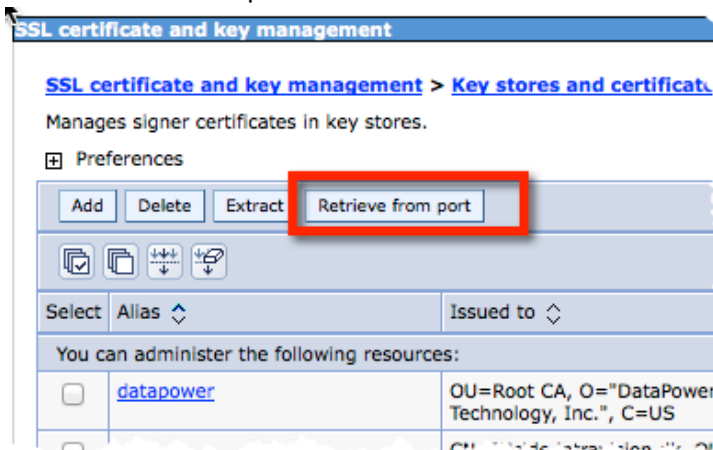 SSL certificate and key management
SSL certificate and key management > Key stores and certificate
Manages signer certificates in key stores.
Preferences
Add Delete Extract Retrieve from port
Select Alias Issued to
You can administer the following resources:
datapower OU=Root CA, O="DataPower
Technology, Inc.", C=US